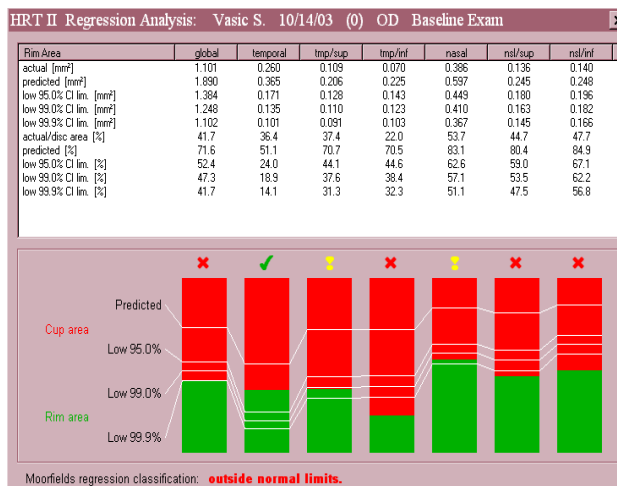 HRT II Regression Analysis: Vasic S. 10/14/03 (0) OD Baseline Exam
Rim Area global temporal tmp/sup tmp/inf nasal nsl/sup nsl/inf
actual [mm²] 1.101 0.260 0.109 0.070 0.386 0.136 0.140
predicted [mm²] 1.890 0.365 0.206 0.225 0.597 0.245 0.248
low 95.0% CI lim. [mm²] 1.384 0.171 0.128 0.143 0.449 0.180 0.196
low 99.0% CI lim. [mm²] 1.248 0.135 0.110 0.123 0.410 0.163 0.182
low 99.9% CI lim. [mm²] 1.102 0.101 0.091 0.103 0.367 0.145 0.166
actual/disc area [%] 41.7 36.4 37.4 22.0 53.7 44.7 47.7
predicted [%] 71.6 51.1 70.7 70.5 83.1 80.4 84.9
low 95.0% CI lim. [%] 52.4 24.0 44.1 44.6 62.6 59.0 67.1
low 99.0% CI lim. [%] 47.3 18.9 37.6 38.4 57.1 53.5 62.2
low 99.9% CI lim. [%] 41.7 14.1 31.3 32.3 51.1 47.5 56.8
Predicted
Cup area
Low 95.0%
Low 99.0%
Rim area
Low 99.9%
Moorfields regression classification: outside normal limits.